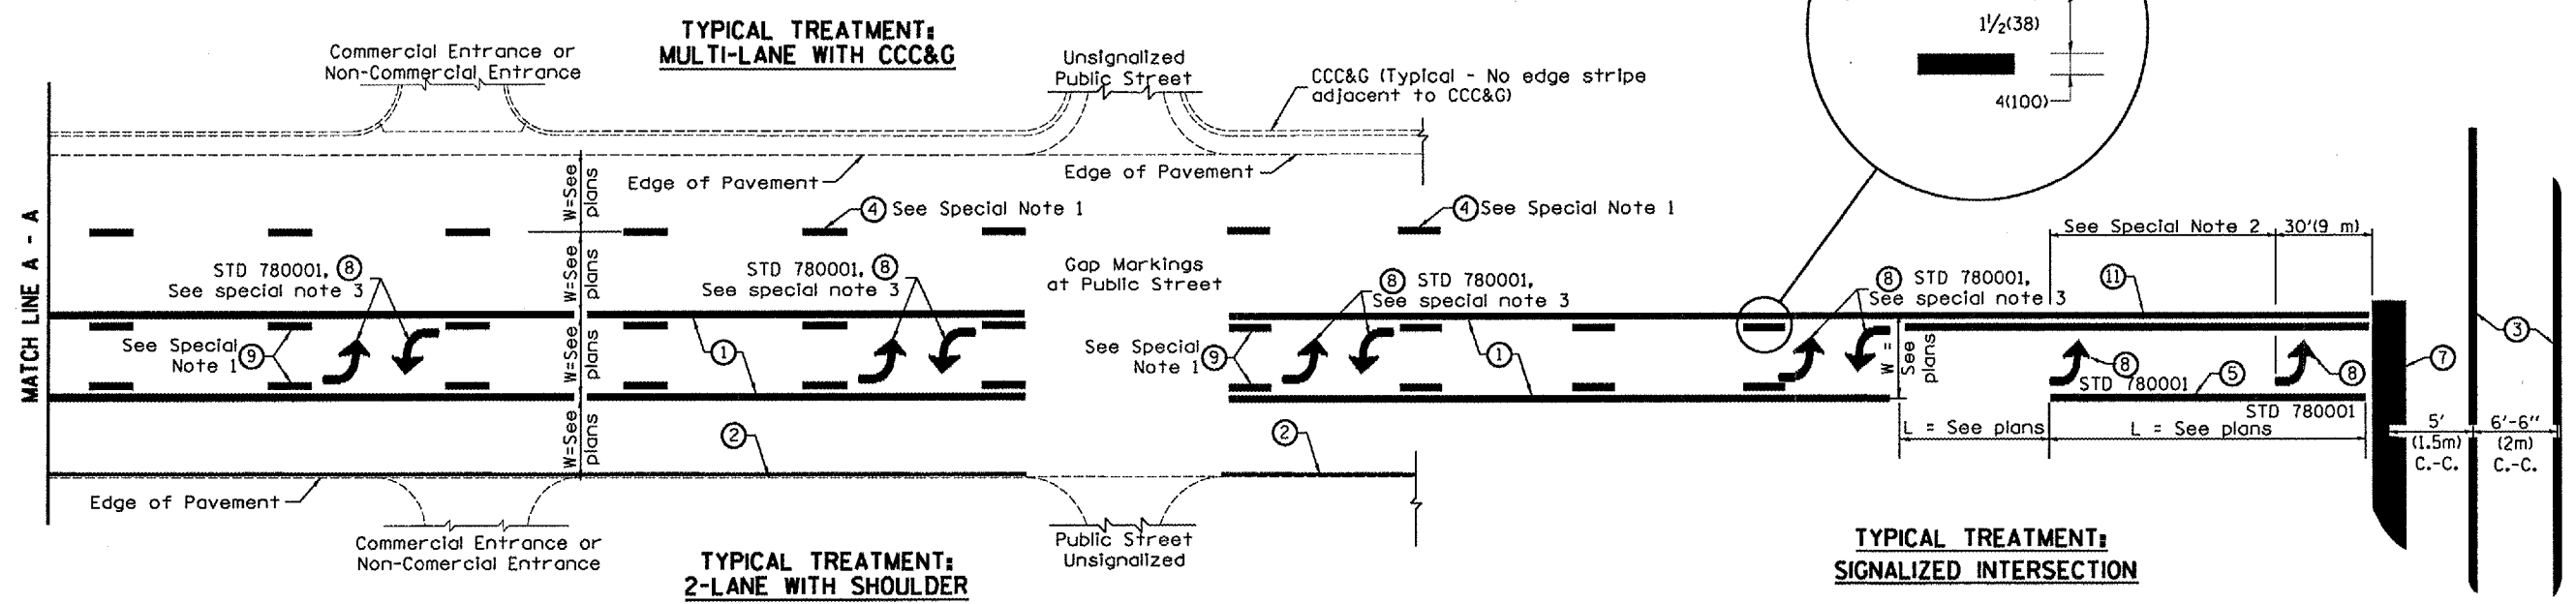 TYPICAL TREATMENT:
MULTI-LANE WITH CCC&G
Commercial Entrance or
Non-Commercial Entrance
Unsignalized
Public Street
CCC&G (Typical - No edge stripe
adjacent to CCC&G)
1½(38)
4(100)
MATCH LINE A - A
Edge of Pavement
Edge of Pavement
W=See
plans
4 See Special Note 1
4 See Special Note 1
See Special Note 2
30'(9 m)
STD 780001, 8
See special note 3
W=See
plans
STD 780001, 8
See special note 3
Gap Markings
at Public Street
8 STD 780001,
See special note 3
8 STD 780001,
See special note 3
11
See Special
Note 1
9
W=See
plans
1
See Special
Note 1
9
1
W =
See
plans
8
STD 780001
5
8
7
3
STD 780001
W=See
plans
2
2
L = See plans
L = See plans
5'
(1.5m)
C.-C.
6'-6"
(2m)
C.-C.
Edge of Pavement
Commercial Entrance or
Non-Comercial Entrance
Public Street
Unsignalized
TYPICAL TREATMENT:
2-LANE WITH SHOULDER
TYPICAL TREATMENT:
SIGNALIZED INTERSECTION